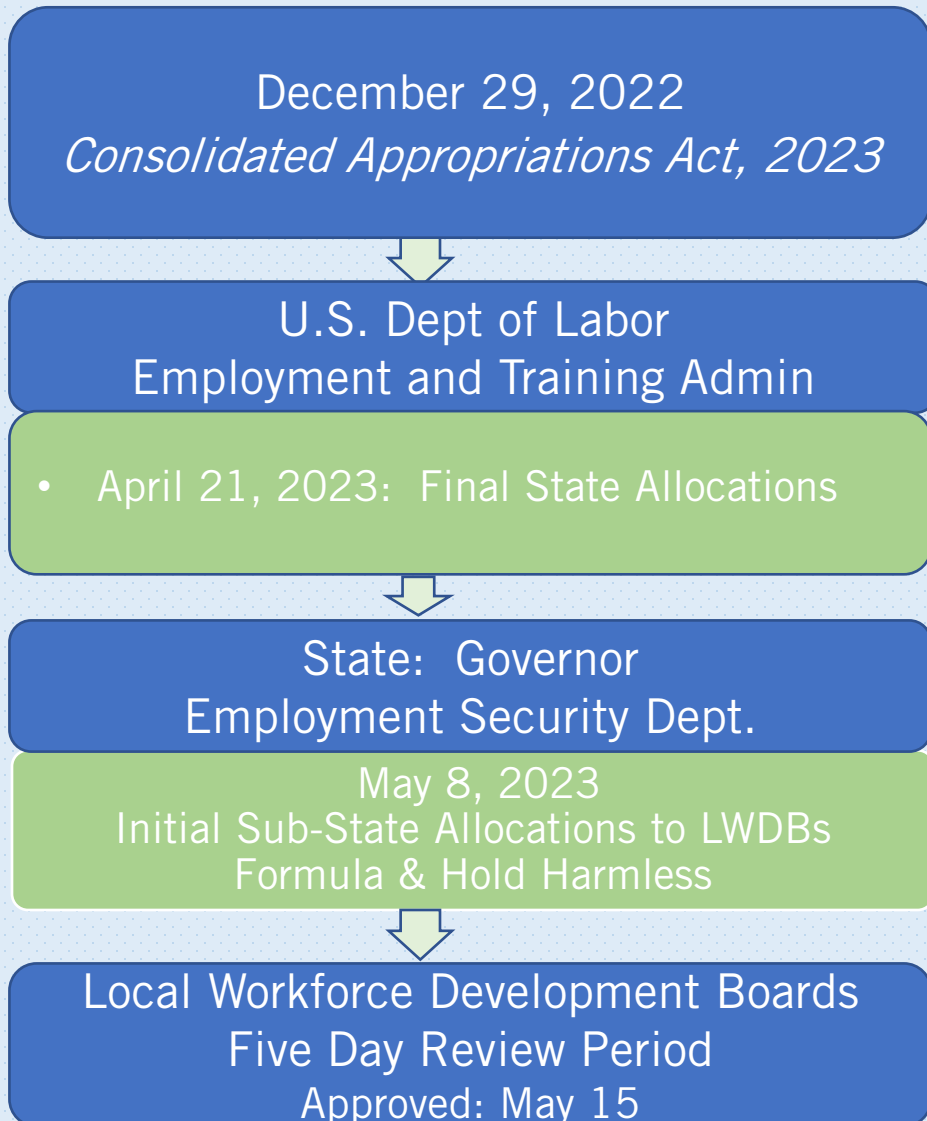 December 29, 2022
Consolidated Appropriations Act, 2023
U.S. Dept of Labor
Employment and Training Admin
• April 21, 2023: Final State Allocations
State: Governor
Employment Security Dept.
May 8, 2023
Initial Sub-State Allocations to LWDBs
Formula & Hold Harmless
Local Workforce Development Boards
Five Day Review Period
Approved: May 15